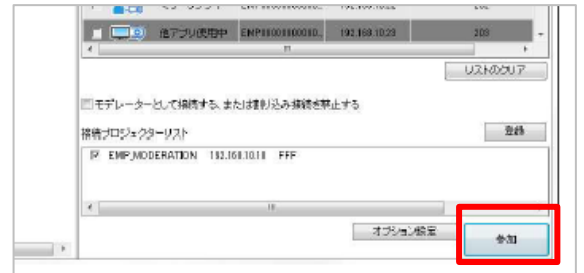 他アプリ使用中 192.168.10.23 203
リストのクリア
モデレーターとして接続する、または割り込み接続を禁止する
接続プロジェクターリスト 登録
EMP_MODERATION 192.168.10.18 FFF
オプション設定 参加